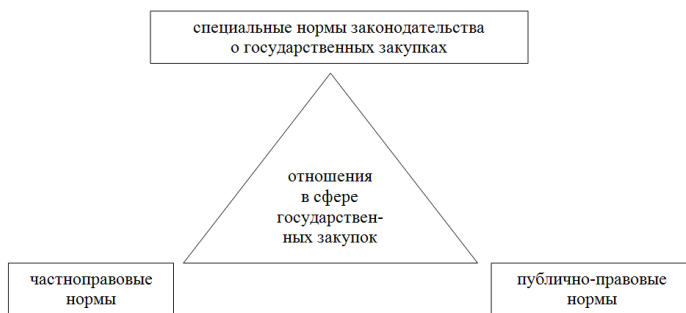 специальные нормы законодательства
о государственных закупках
отношения
в сфере
государствен-
ных закупок
частноправовые
нормы
публично-правовые
нормы